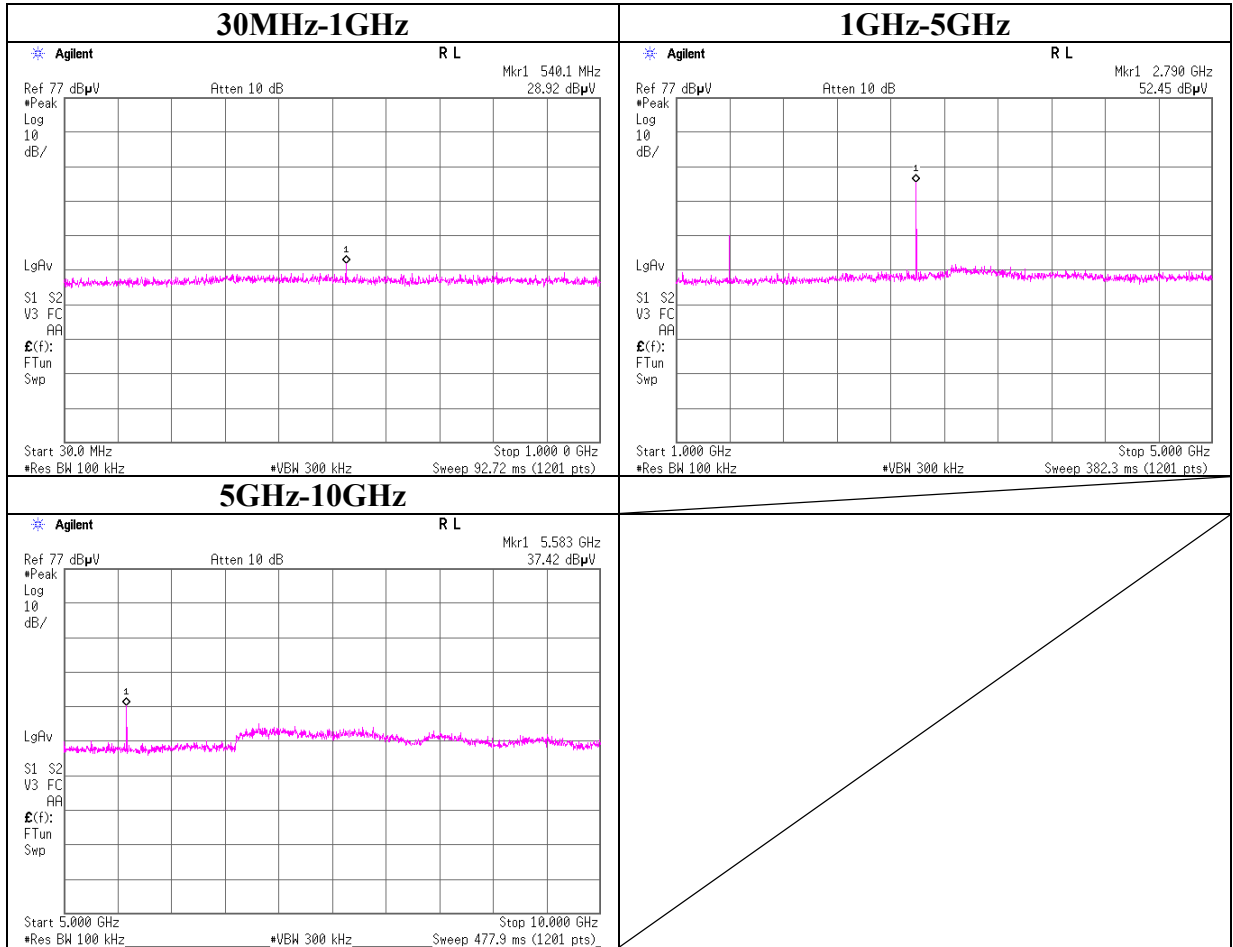 30MHz-1GHz
Agilent R L
Mkr1 540.1 MHz
Ref 77 dBµV Atten 10 dB 28.92 dBµV
#Peak
Log
10
dB/
1
LgAv
S1 S2
V3 FC
AA
£(f):
FTun
Swp
Start 30.0 MHz Stop 1.000 0 GHz
#Res BW 100 kHz #VBW 300 kHz Sweep 92.72 ms (1201 pts)
1GHz-5GHz
Agilent R L
Mkr1 2.790 GHz
Ref 77 dBµV Atten 10 dB 52.45 dBµV
#Peak
Log
10
dB/
1
LgAv
S1 S2
V3 FC
AA
£(f):
FTun
Swp
Start 1.000 GHz Stop 5.000 GHz
#Res BW 100 kHz #VBW 300 kHz Sweep 382.3 ms (1201 pts)
5GHz-10GHz
Agilent R L
Mkr1 5.583 GHz
Ref 77 dBµV Atten 10 dB 37.42 dBµV
#Peak
Log
10
dB/
1
LgAv
S1 S2
V3 FC
AA
£(f):
FTun
Swp
Start 5.000 GHz Stop 10.000 GHz
#Res BW 100 kHz #VBW 300 kHz Sweep 477.9 ms (1201 pts)